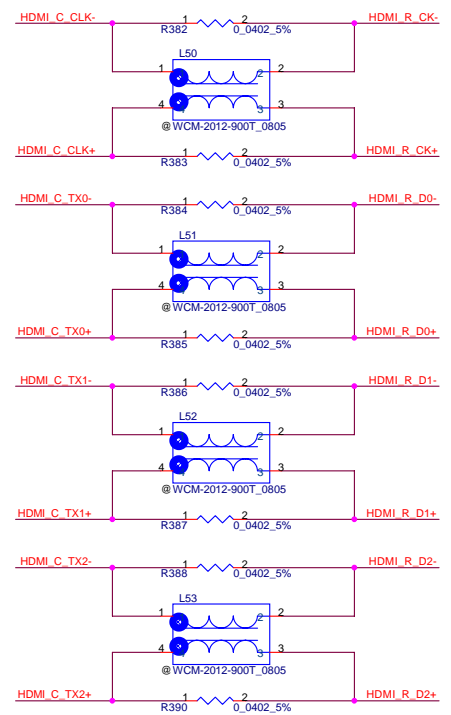 HDMI_C_CLK- 1 2 HDMI_R_CK-
R382 0_0402_5%
L50
1 2 2
4 3 3
@ WCM-2012-900T_0805
HDMI_C_CLK+ 1 2 HDMI_R_CK+
R383 0_0402_5%
HDMI_C_TX0- 1 2 HDMI_R_D0-
R384 0_0402_5%
L51
1 2 2
4 3 3
@ WCM-2012-900T_0805
HDMI_C_TX0+ 1 2 HDMI_R_D0+
R385 0_0402_5%
HDMI_C_TX1- 1 2 HDMI_R_D1-
R386 0_0402_5%
L52
1 2 2
4 3 3
@ WCM-2012-900T_0805
HDMI_C_TX1+ 1 2 HDMI_R_D1+
R387 0_0402_5%
HDMI_C_TX2- 1 2 HDMI_R_D2-
R388 0_0402_5%
L53
1 2 2
4 3 3
@ WCM-2012-900T_0805
HDMI_C_TX2+ 1 2 HDMI_R_D2+
R390 0_0402_5%